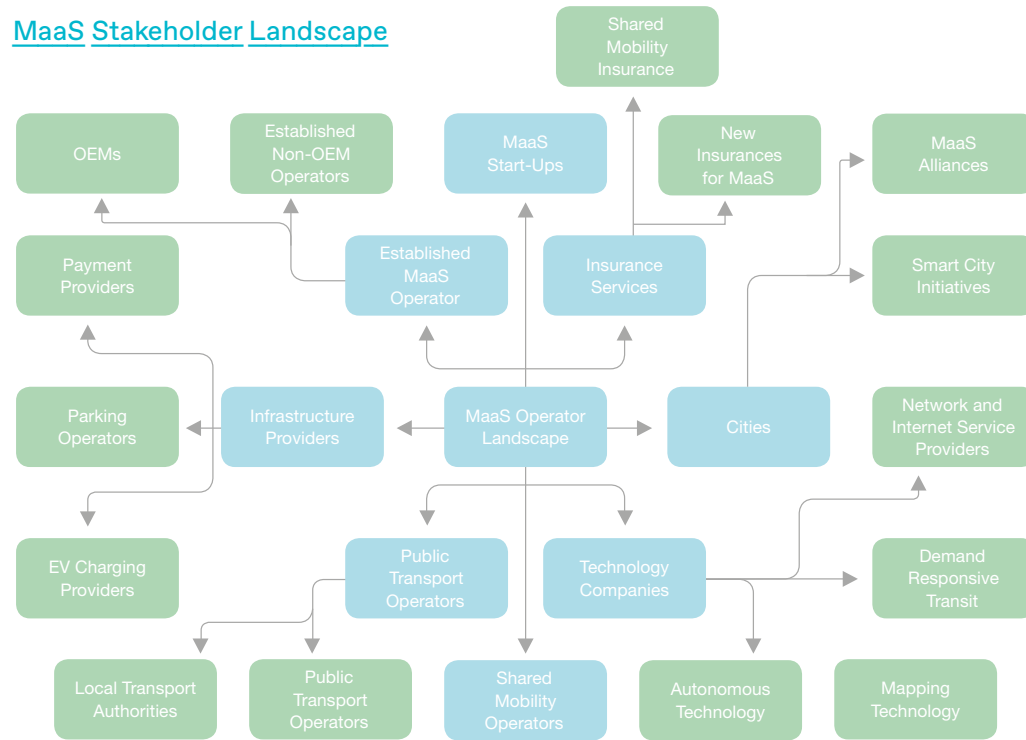 MaaS Stakeholder Landscape
Shared
Mobility
Insurance
OEMs
Established
Non-OEM
Operators
MaaS
Start-Ups
New
Insurances
for MaaS
MaaS
Alliances
Payment
Providers
Established
MaaS
Operator
Insurance
Services
Smart City
Initiatives
Parking
Operators
Infrastructure
Providers
MaaS Operator
Landscape
Cities
Network and
Internet Service
Providers
EV Charging
Providers
Public
Transport
Operators
Technology
Companies
Demand
Responsive
Transit
Local Transport
Authorities
Public
Transport
Operators
Shared
Mobility
Operators
Autonomous
Technology
Mapping
Technology